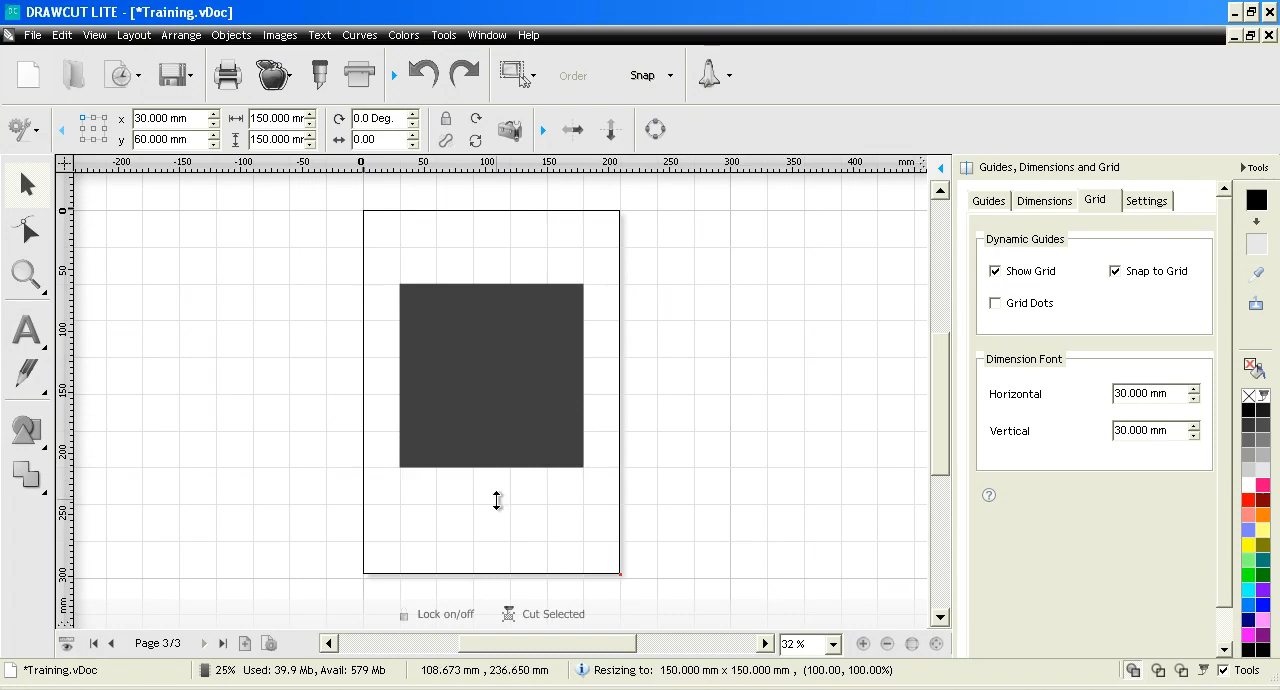 DRAWCUT LITE - [*Training.vDoc]
File Edit View Layout Arrange Objects Images Text Curves Colors Tools Window Help
Order Snap
x 30.000 mm 150.000 mr 0.0 Deg.
y 60.000 mm 150.000 mr 0.00
-200 -150 -100 -50 0 50 100 150 200 250 300 350 400 mm
0
50
100
150
200
250
300
mm
Guides, Dimensions and Grid Tools
Guides Dimensions Grid Settings
Dynamic Guides
Show Grid Snap to Grid
Grid Dots
Dimension Font
Horizontal 30.000 mm
Vertical 30.000 mm
Lock on/off Cut Selected
Page 3/3 32 %
*Training.vDoc 25% Used: 39.9 Mb, Avail: 579 Mb 108.673 mm , 236.650 mm Resizing to: 150.000 mm x 150.000 mm , (100.00, 100.00%) Tools